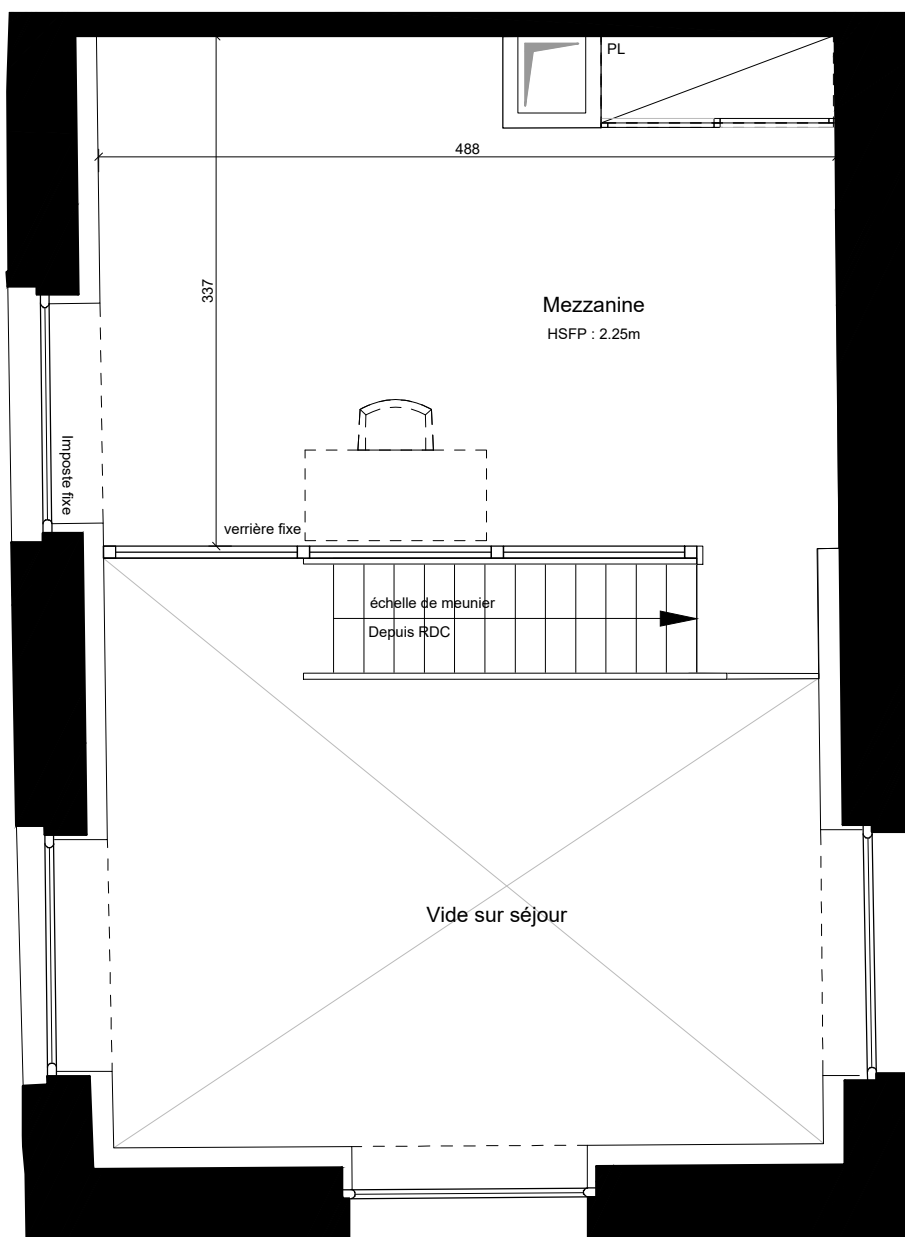 PL
488
337
Mezzanine
HSFP : 2.25m
Imposte fixe
verrière fixe
échelle de meunier
Depuis RDC
Vide sur séjour